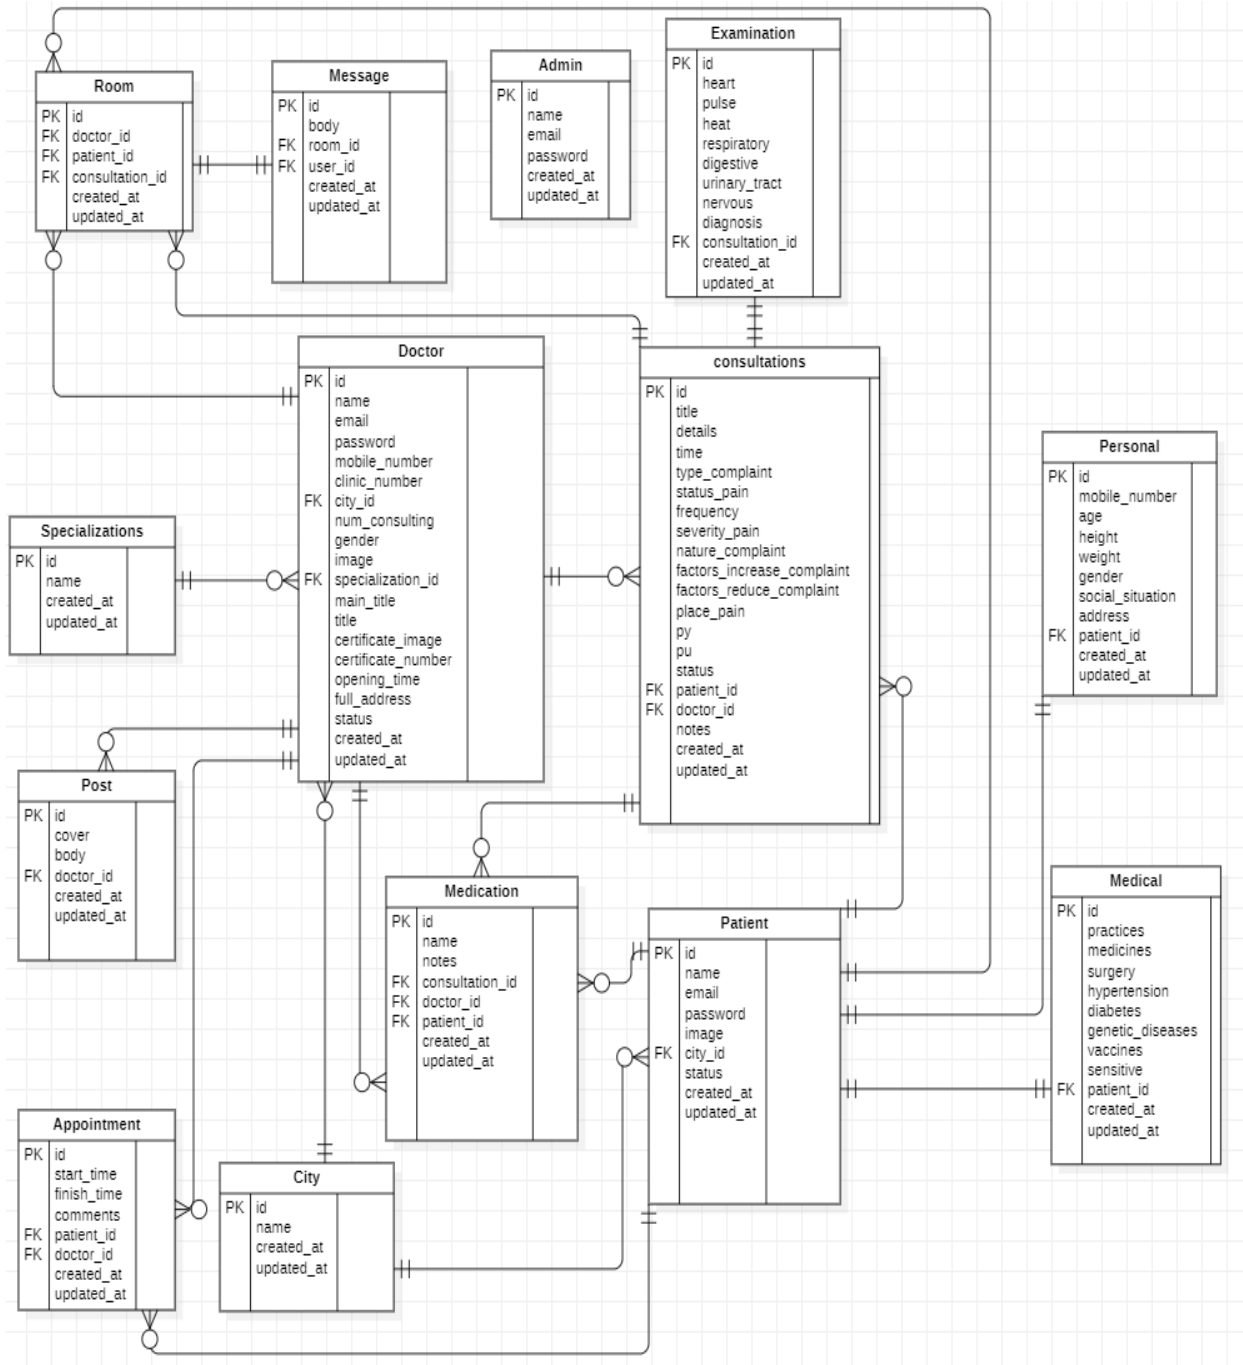 Room
PK id
FK doctor_id
FK patient_id
FK consultation_id
created_at
updated_at
Message
PK id
body
FK room_id
FK user_id
created_at
updated_at
Admin
PK id
name
email
password
created_at
updated_at
Examination
PK id
heart
pulse
heat
respiratory
digestive
urinary_tract
nervous
diagnosis
FK consultation_id
created_at
updated_at
Doctor
PK id
name
email
password
mobile_number
clinic_number
FK city_id
num_consulting
gender
image
FK specialization_id
main_title
title
certificate_image
certificate_number
opening_time
full_address
status
created_at
updated_at
consultations
PK id
title
details
time
type_complaint
status_pain
frequency
severity_pain
nature_complaint
factors_increase_complaint
factors_reduce_complaint
place_pain
py
pu
status
FK patient_id
FK doctor_id
notes
created_at
updated_at
Personal
PK id
mobile_number
age
height
weight
gender
social_situation
address
FK patient_id
created_at
updated_at
Specializations
PK id
name
created_at
updated_at
Post
PK id
cover
body
FK doctor_id
created_at
updated_at
Medication
PK id
name
notes
FK consultation_id
FK doctor_id
FK patient_id
created_at
updated_at
Patient
PK id
name
email
password
image
FK city_id
status
created_at
updated_at
Medical
PK id
practices
medicines
surgery
hypertension
diabetes
genetic_diseases
vaccines
sensitive
FK patient_id
created_at
updated_at
Appointment
PK id
start_time
finish_time
comments
FK patient_id
FK doctor_id
created_at
updated_at
City
PK id
name
created_at
updated_at